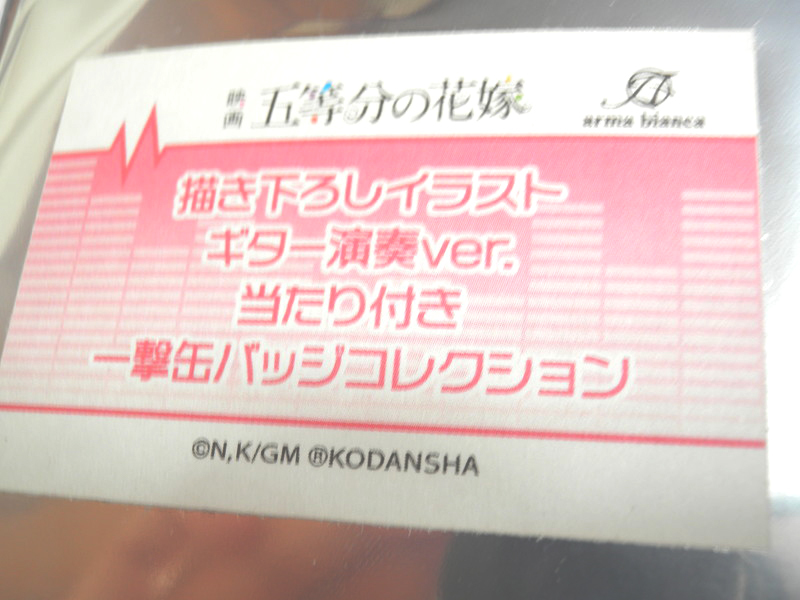 映画 五等分の花嫁
arma bianca
描き下ろしイラスト
ギター演奏ver.
当たり付き
一撃缶バッジコレクション
©N,K/GM ®KODANSHA